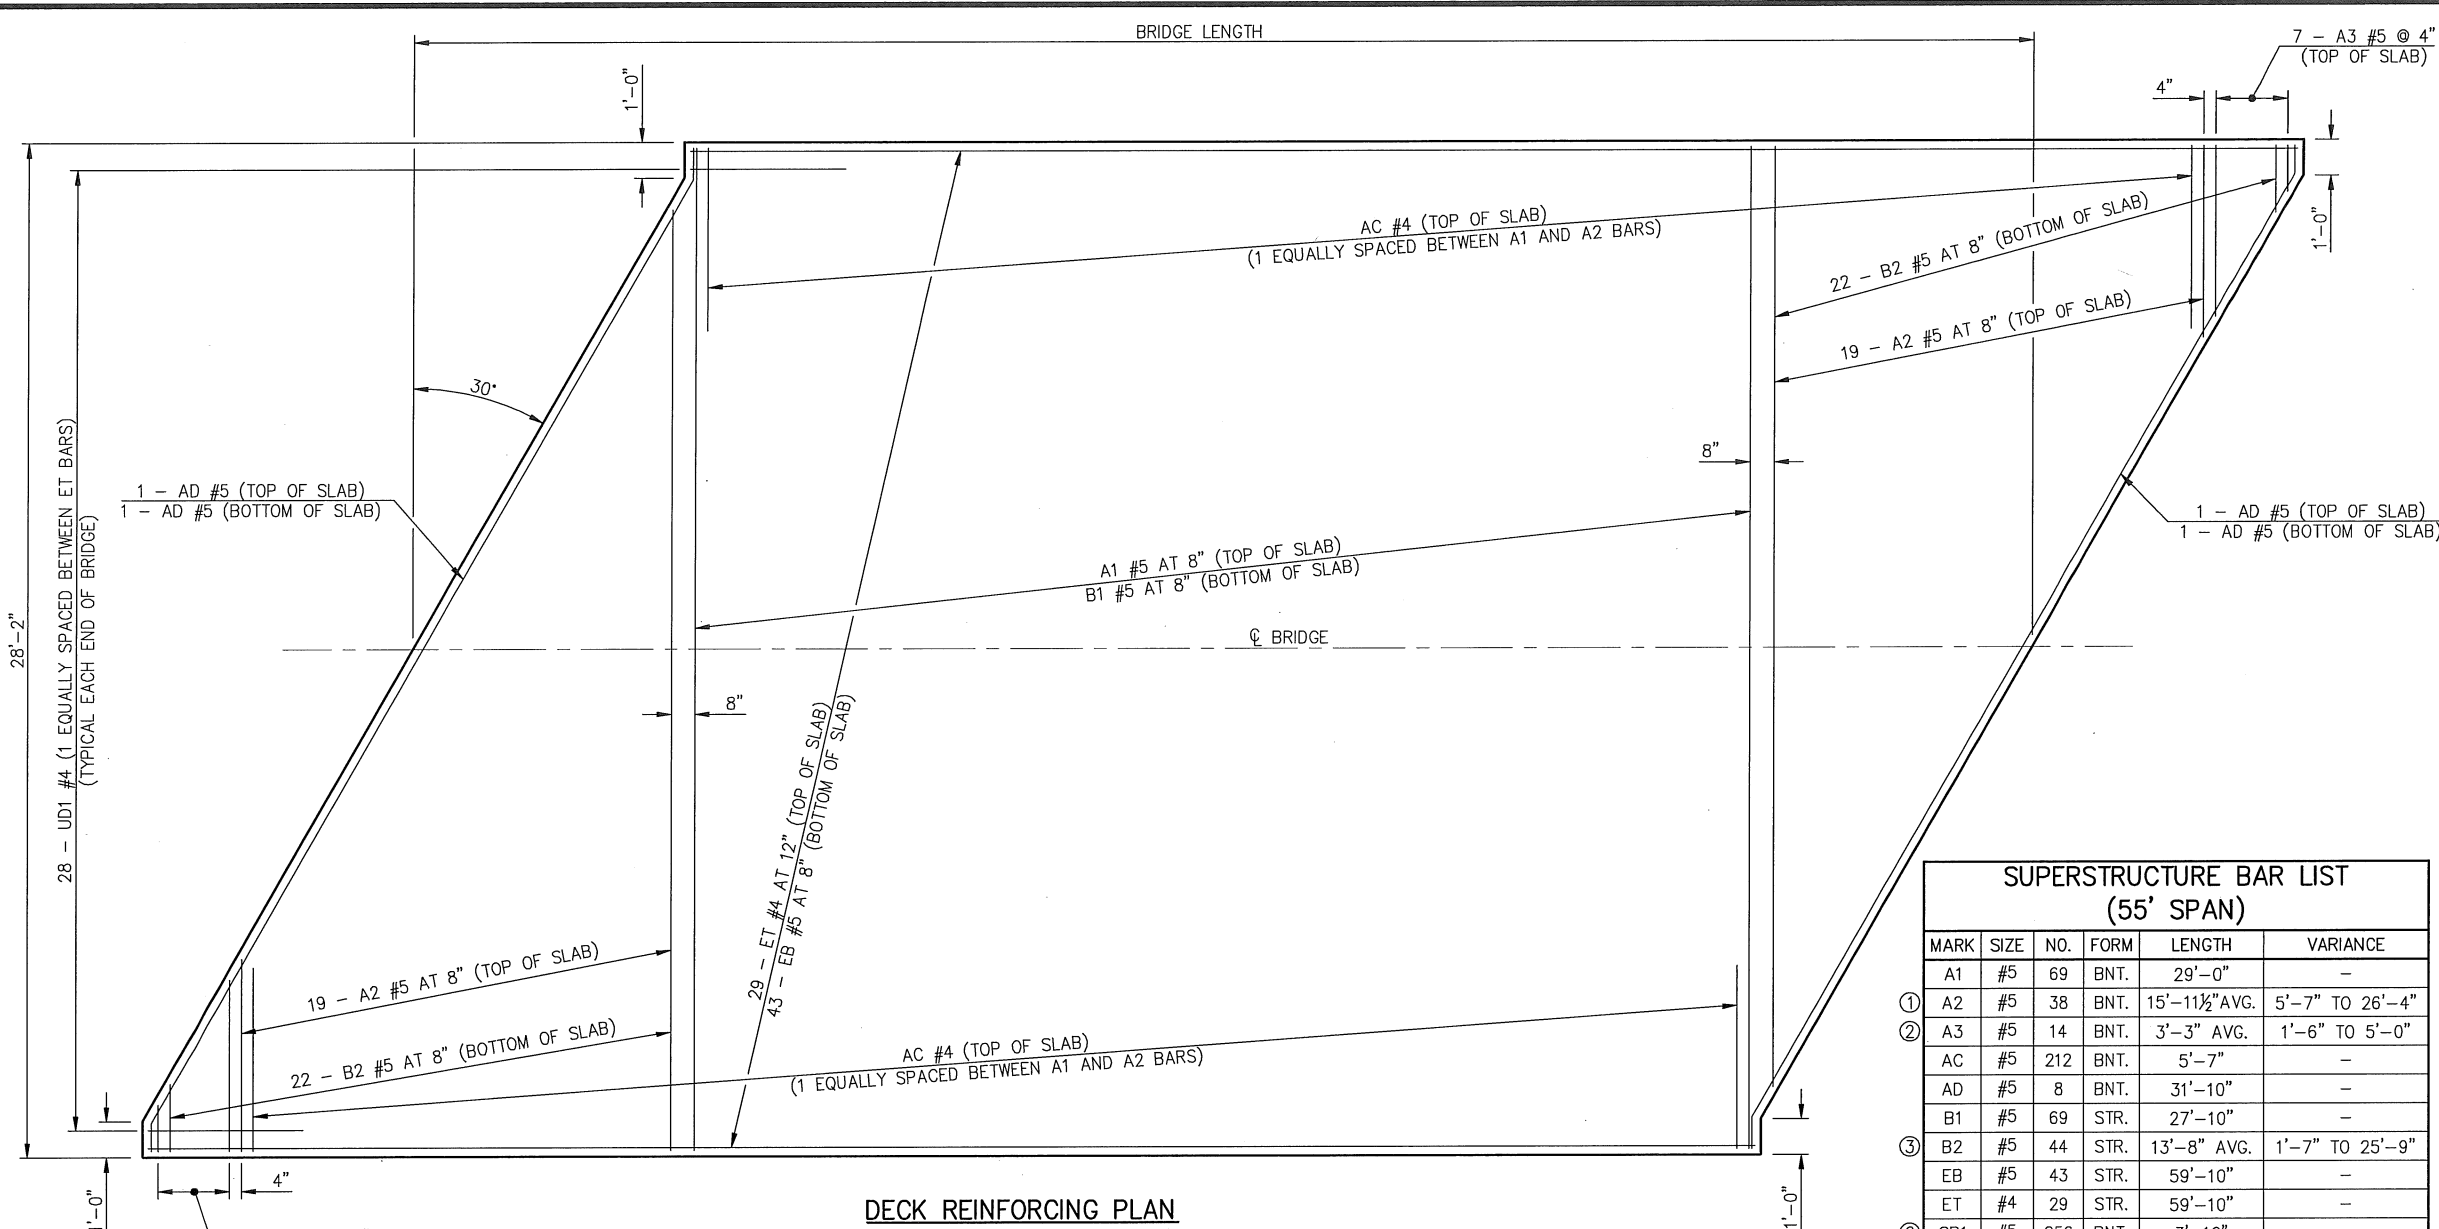 BRIDGE LENGTH
7 – A3 #5 @ 4"
(TOP OF SLAB)
4"
1'-0"
1'-0"
AC #4 (TOP OF SLAB)
(1 EQUALLY SPACED BETWEEN A1 AND A2 BARS)
22 – B2 #5 AT 8" (BOTTOM OF SLAB)
19 – A2 #5 AT 8" (TOP OF SLAB)
30°
28'-2"
28 – UD1 #4 (1 EQUALLY SPACED BETWEEN ET BARS)
(TYPICAL EACH END OF BRIDGE)
1 – AD #5 (TOP OF SLAB)
1 – AD #5 (BOTTOM OF SLAB)
8"
1 – AD #5 (TOP OF SLAB)
1 – AD #5 (BOTTOM OF SLAB)
A1 #5 AT 8" (TOP OF SLAB)
B1 #5 AT 8" (BOTTOM OF SLAB)
℄ BRIDGE
8"
29 – ET #4 AT 12" (TOP OF SLAB)
43 – EB #5 AT 8" (BOTTOM OF SLAB)
19 – A2 #5 AT 8" (TOP OF SLAB)
22 – B2 #5 AT 8" (BOTTOM OF SLAB)
AC #4 (TOP OF SLAB)
(1 EQUALLY SPACED BETWEEN A1 AND A2 BARS)
4"
1'-0"
1'-0"
DECK REINFORCING PLAN
SUPERSTRUCTURE BAR LIST
(55' SPAN)
MARK SIZE NO. FORM LENGTH VARIANCE
A1 #5 69 BNT. 29'-0" –
① A2 #5 38 BNT. 15'-11½" AVG. 5'-7" TO 26'-4"
② A3 #5 14 BNT. 3'-3" AVG. 1'-6" TO 5'-0"
AC #5 212 BNT. 5'-7" –
AD #5 8 BNT. 31'-10" –
B1 #5 69 STR. 27'-10" –
③ B2 #5 44 STR. 13'-8" AVG. 1'-7" TO 25'-9"
EB #5 43 STR. 59'-10" –
ET #4 29 STR. 59'-10" –